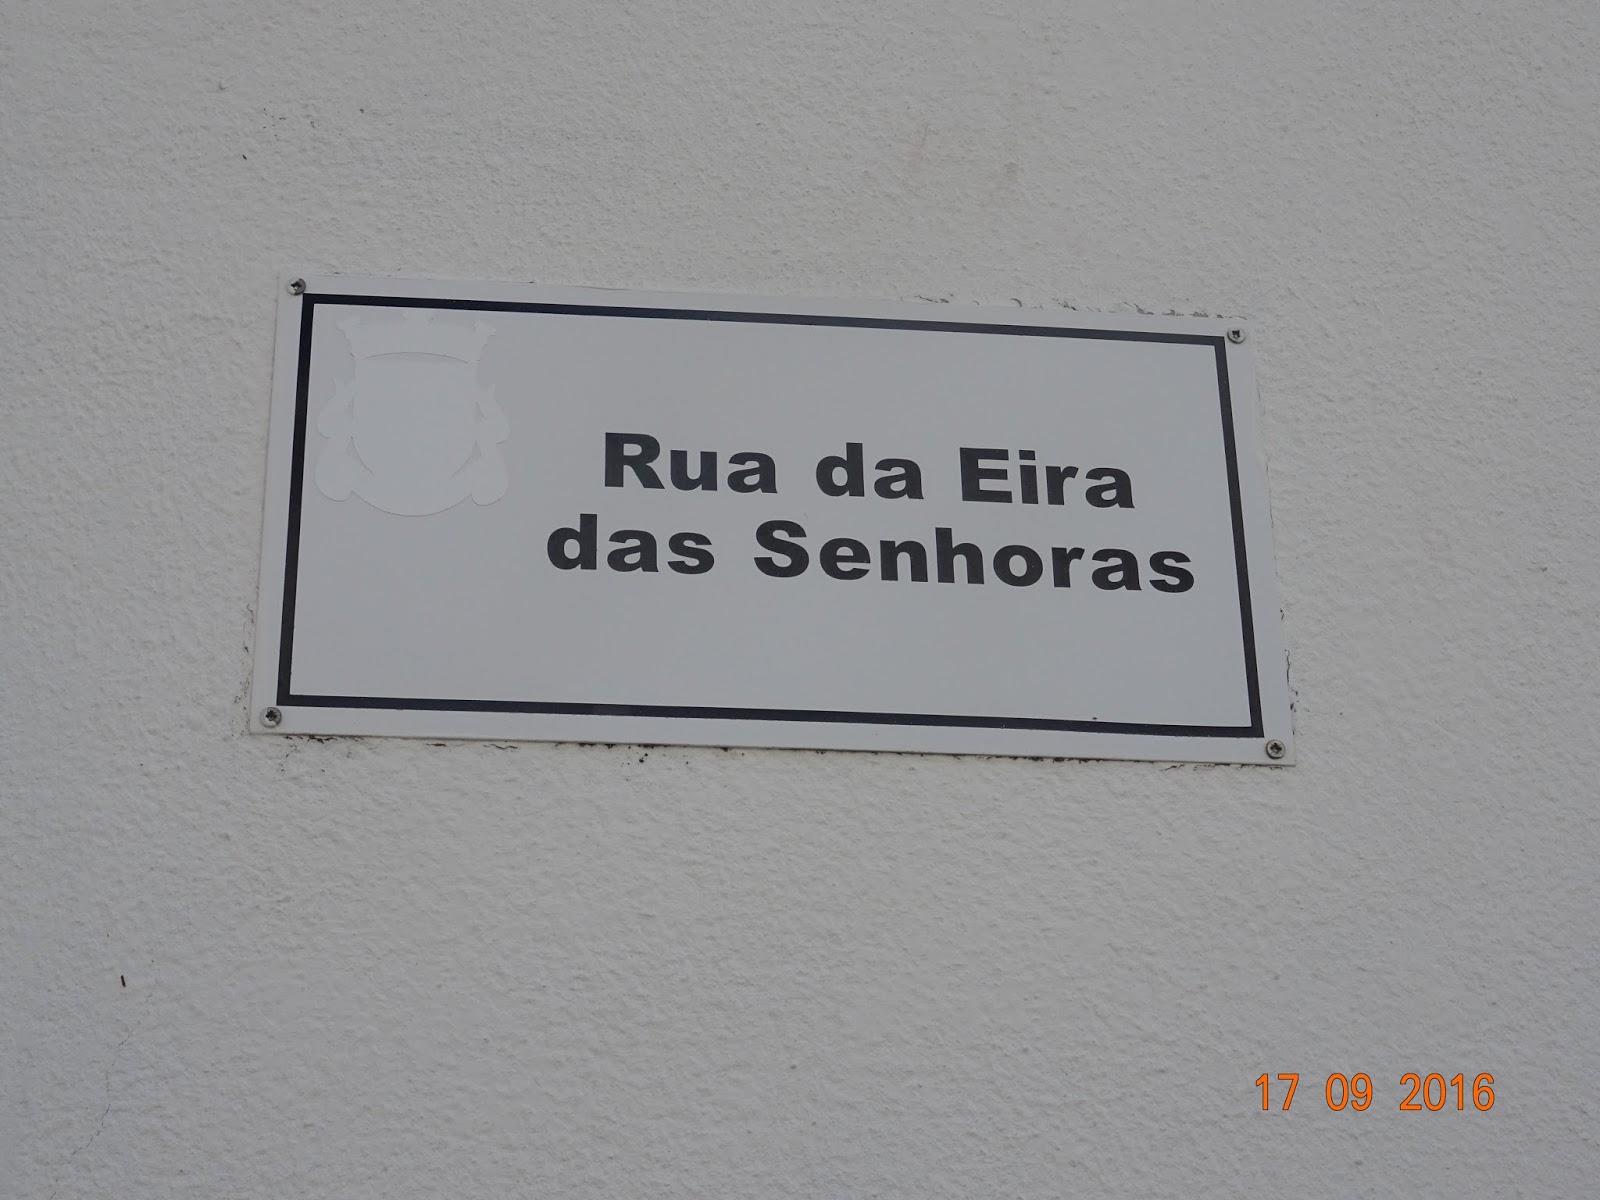 Rua da Eira
das Senhoras
17 09 2016